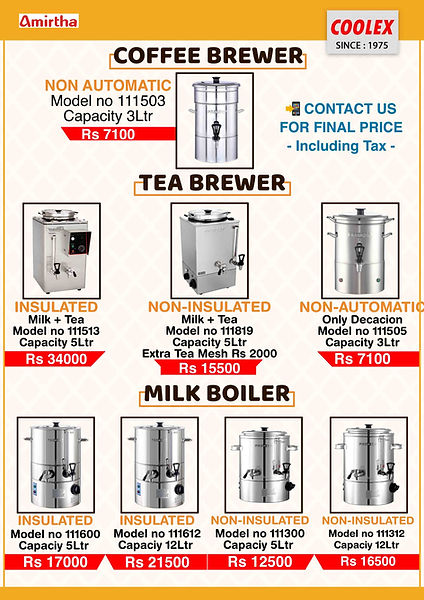 Amirtha
COOLEX
SINCE : 1975
COFFEE BREWER
NON AUTOMATIC
Model no 111503
Capacity 3Ltr
Rs 7100
CONTACT US
FOR FINAL PRICE
- Including Tax -
TEA BREWER
INSULATED
Milk + Tea
Model no 111513
Capacity 5Ltr
Rs 34000
NON-INSULATED
Milk + Tea
Model no 111819
Capacity 5Ltr
Extra Tea Mesh Rs 2000
Rs 15500
NON-AUTOMATIC
Only Decacion
Model no 111505
Capacity 3Ltr
Rs 7100
MILK BOILER
INSULATED
Model no 111600
Capaciy 5Ltr
Rs 17000
INSULATED
Model no 111612
Capaciy 12Ltr
Rs 21500
NON-INSULATED
Model no 111300
Capaciy 5Ltr
Rs 12500
NON-INSULATED
Model no 111312
Capaciy 12Ltr
Rs 16500